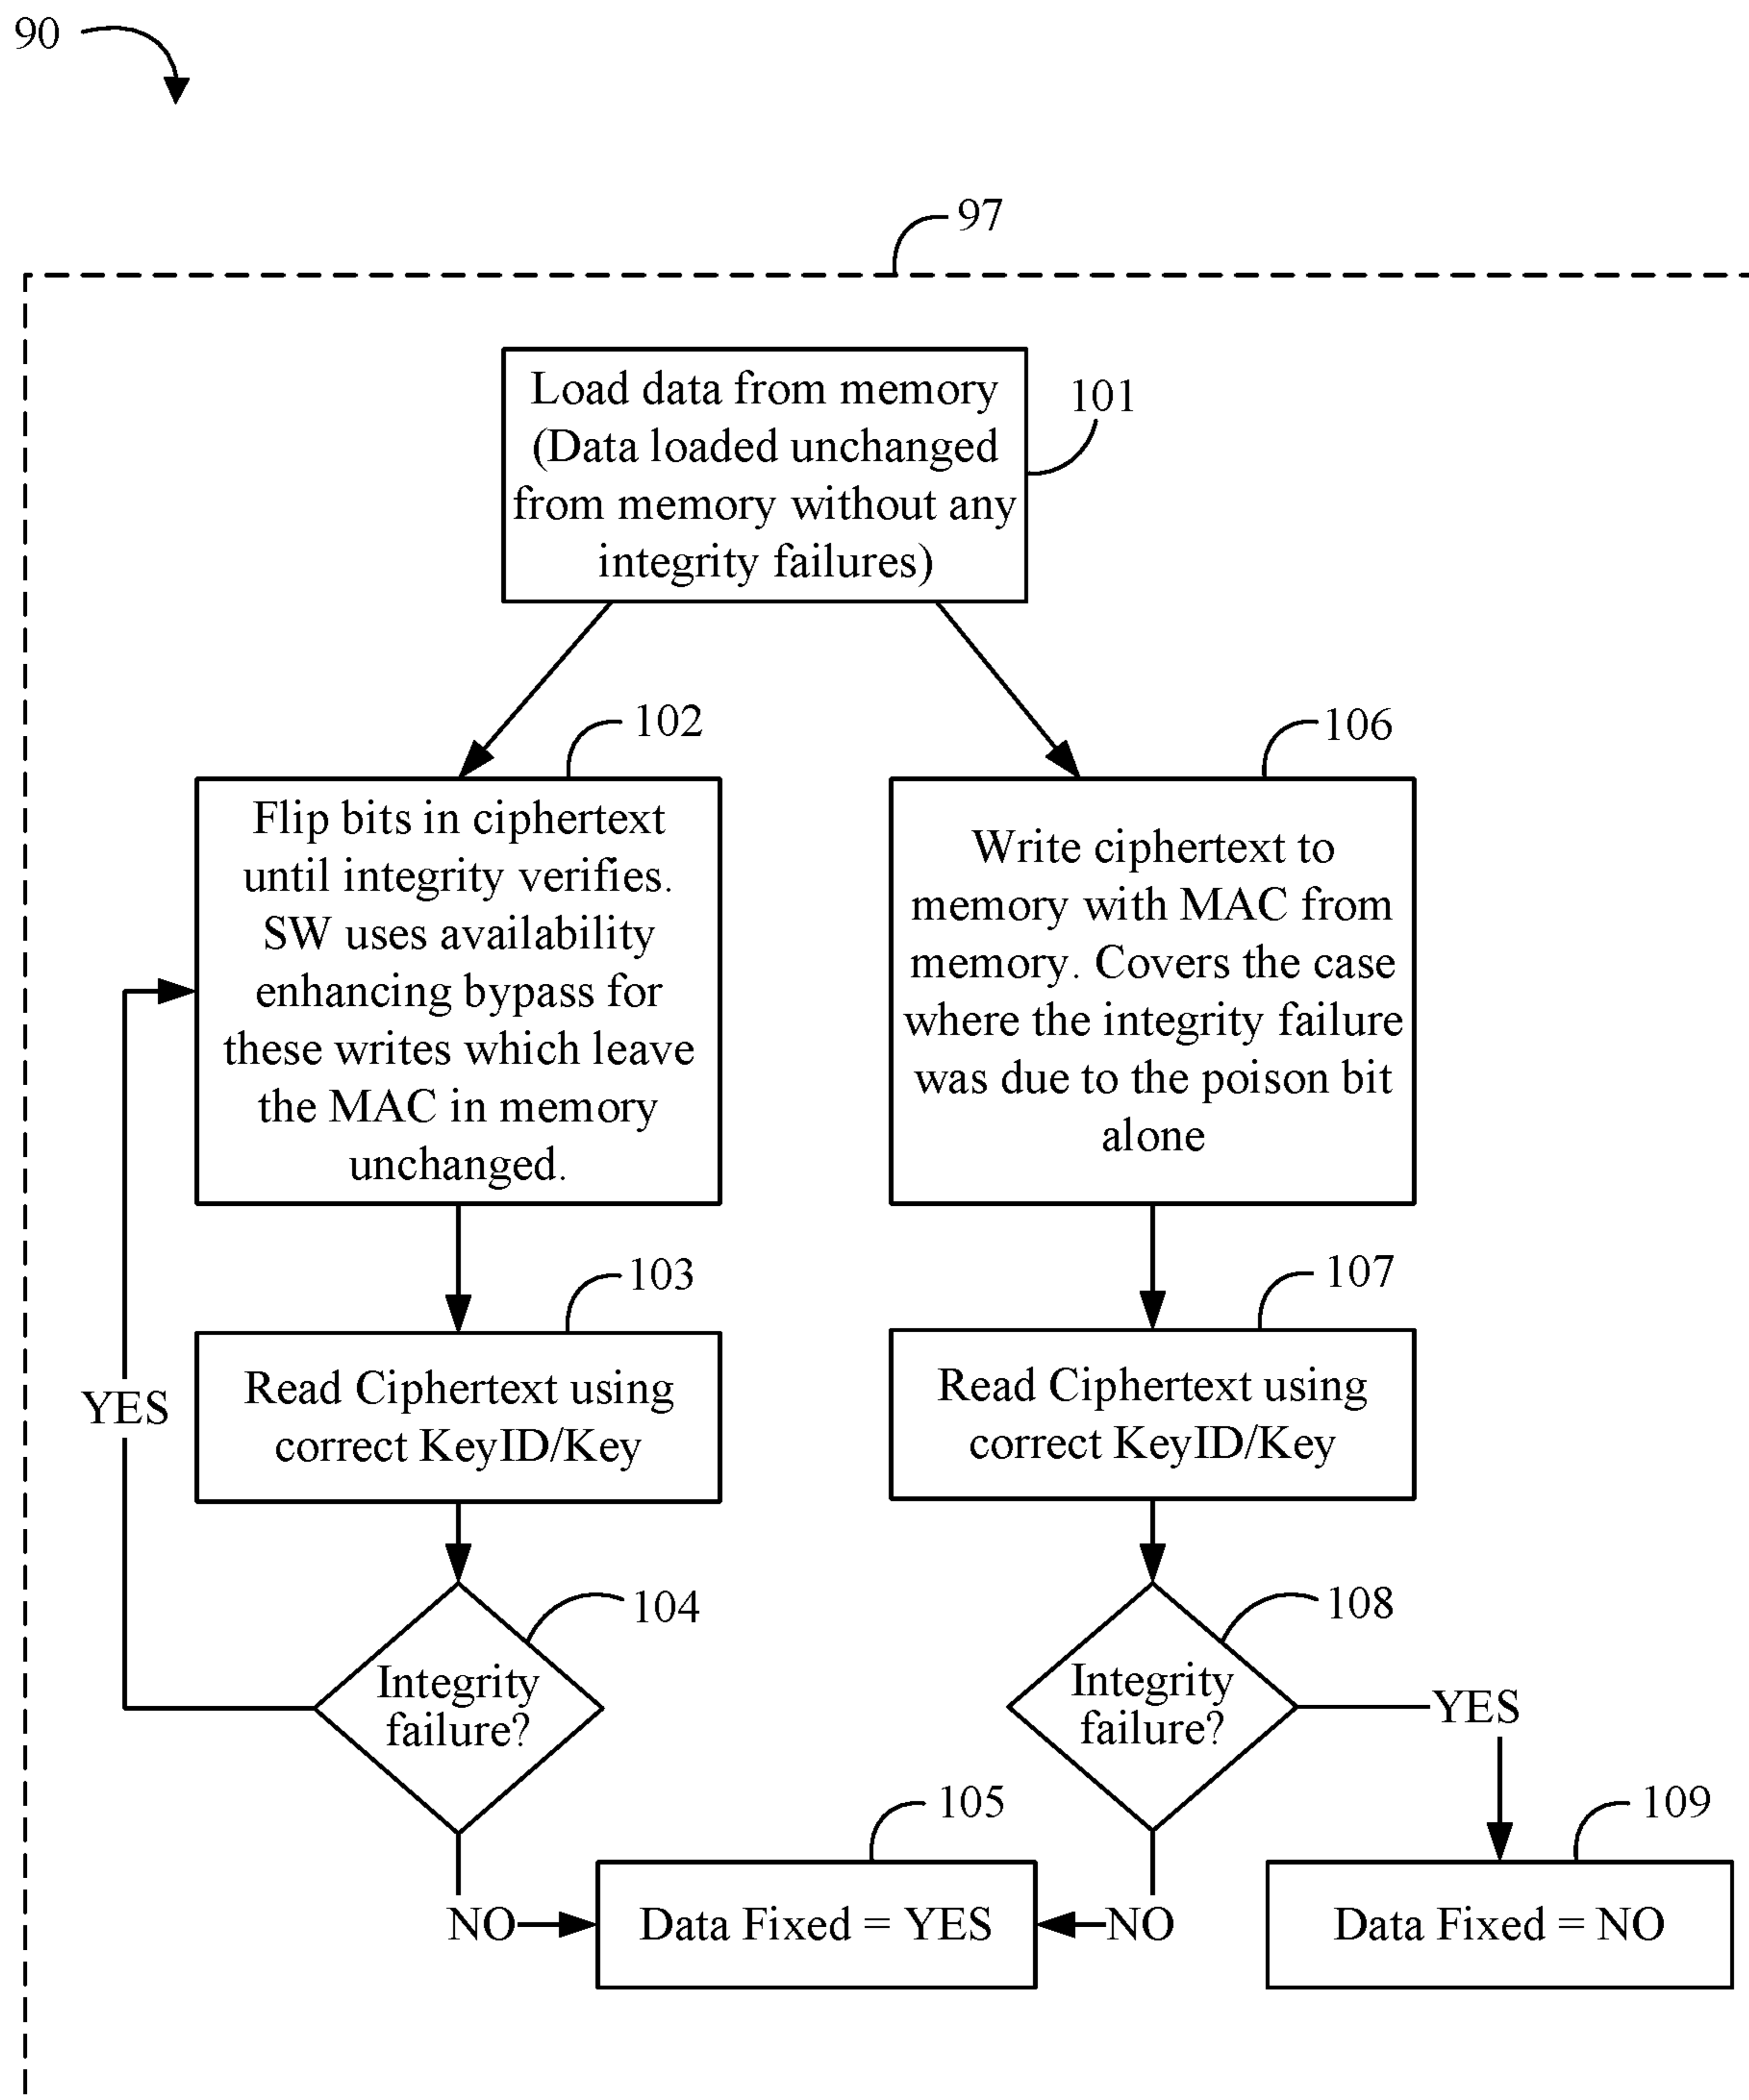 90
97
Load data from memory
(Data loaded unchanged
from memory without any
integrity failures)
101
102
Flip bits in ciphertext
until integrity verifies.
SW uses availability
enhancing bypass for
these writes which leave
the MAC in memory
unchanged.
106
Write ciphertext to
memory with MAC from
memory. Covers the case
where the integrity failure
was due to the poison bit
alone
103
Read Ciphertext using
correct KeyID/Key
107
Read Ciphertext using
correct KeyID/Key
YES
104
Integrity
failure?
108
Integrity
failure?
YES
NO
105
Data Fixed = YES
NO
109
Data Fixed = NO